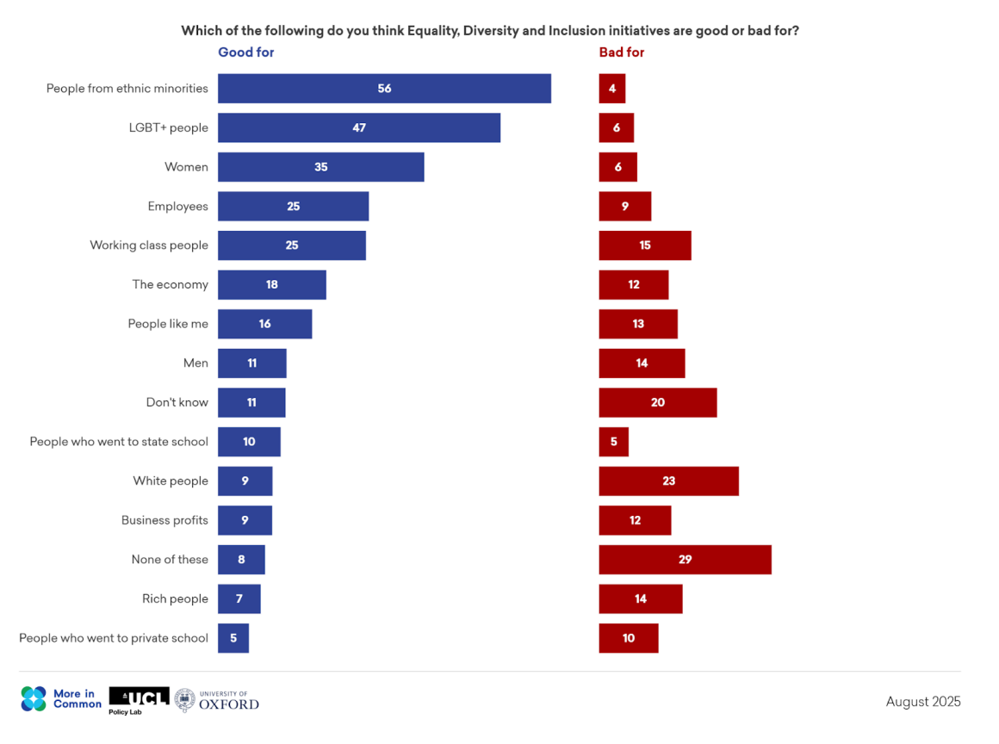 Which of the following do you think Equality, Diversity and Inclusion initiatives are good or bad for?
Good for Bad for
People from ethnic minorities 56 4
LGBT+ people 47 6
Women 35 6
Employees 25 9
Working class people 25 15
The economy 18 12
People like me 16 13
Men 11 14
Don't know 11 20
People who went to state school 10 5
White people 9 23
Business profits 9 12
None of these 8 29
Rich people 7 14
People who went to private school 5 10
More in
Common
UCL
Policy Lab
UNIVERSITY OF
OXFORD
August 2025